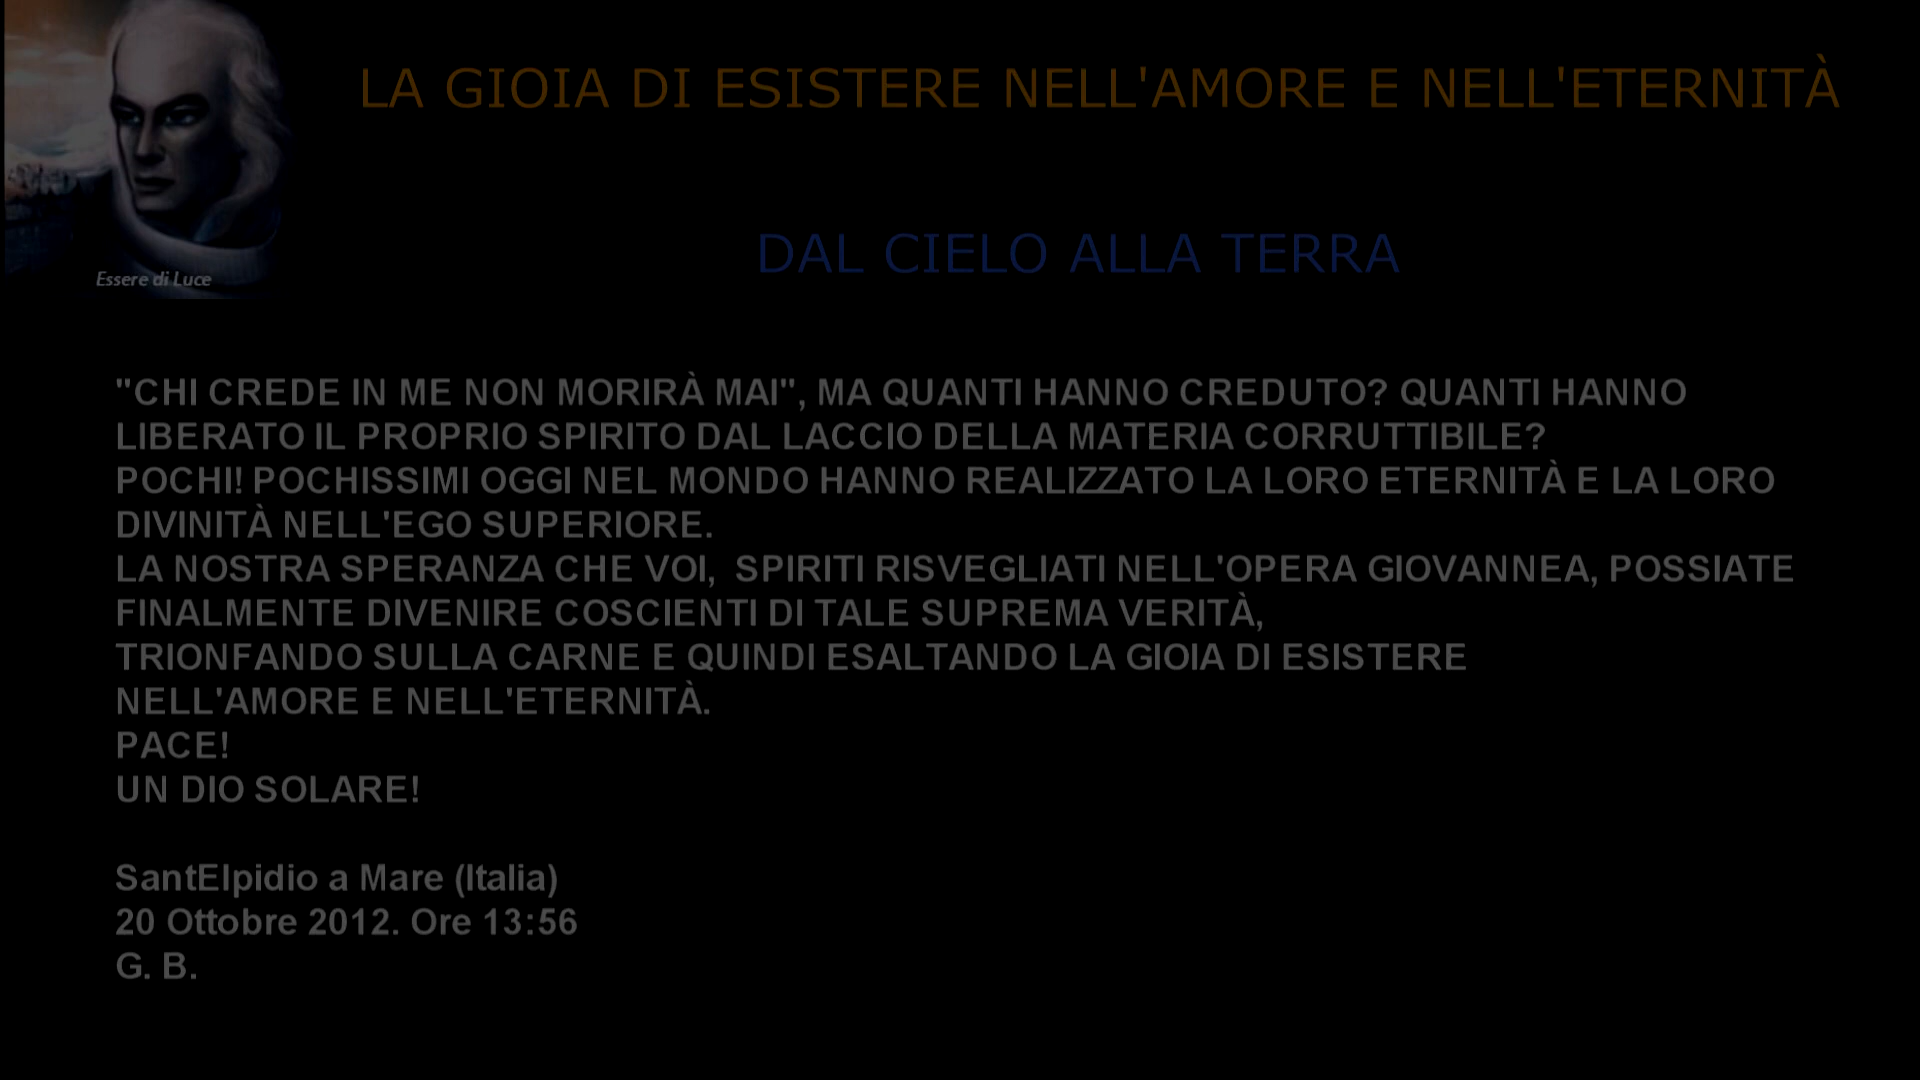 LA GIOIA DI ESISTERE NELL'AMORE E NELL'ETERNITÀ
DAL CIELO ALLA TERRA
Essere di Luce
"CHI CREDE IN ME NON MORIRÀ MAI", MA QUANTI HANNO CREDUTO? QUANTI HANNO
LIBERATO IL PROPRIO SPIRITO DAL LACCIO DELLA MATERIA CORRUTTIBILE?
POCHI! POCHISSIMI OGGI NEL MONDO HANNO REALIZZATO LA LORO ETERNITÀ E LA LORO
DIVINITÀ NELL'EGO SUPERIORE.
LA NOSTRA SPERANZA CHE VOI,  SPIRITI RISVEGLIATI NELL'OPERA GIOVANNEA, POSSIATE
FINALMENTE DIVENIRE COSCIENTI DI TALE SUPREMA VERITÀ,
TRIONFANDO SULLA CARNE E QUINDI ESALTANDO LA GIOIA DI ESISTERE
NELL'AMORE E NELL'ETERNITÀ.
PACE!
UN DIO SOLARE!
SantElpidio a Mare (Italia)
20 Ottobre 2012. Ore 13:56
G. B.